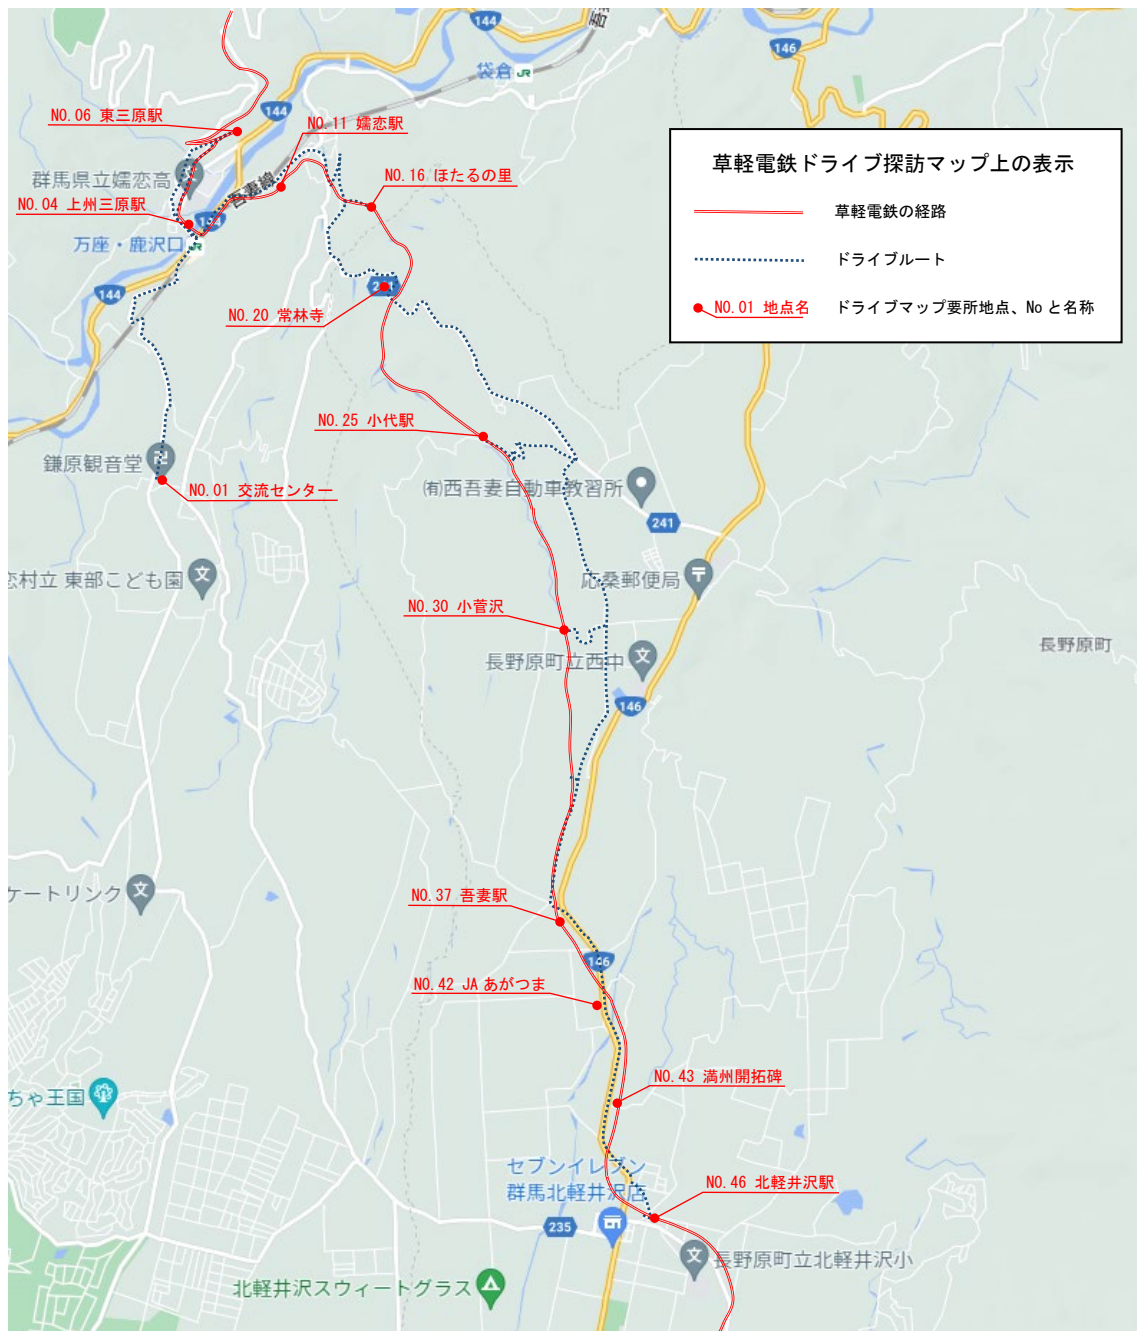 144
146
袋倉
JR
吾
144
NO.06 東三原駅
NO.11 嬬恋駅
草軽電鉄ドライブ探訪マップ上の表示
草軽電鉄の経路
ドライブルート
NO.01 地点名
ドライブマップ要所地点、No と名称
群馬県立嬬恋高
吾妻線
NO.16 ほたるの里
NO.04 上州三原駅
144
万座・鹿沢口
JR
144
NO.20 常林寺
NO.25 小代駅
鎌原観音堂
NO.01 交流センター
(有)西吾妻自動車教習所
241
恋村立 東部こども園
文
応桑郵便局
NO.30 小菅沢
長野原町立西中
文
長野原町
146
ケートリンク
文
NO.37 吾妻駅
146
NO.42 JA あがつま
NO.43 満州開拓碑
ちゃ王国
セブンイレブン
群馬北軽井沢店
NO.46 北軽井沢駅
235
文
長野原町立北軽井沢小
北軽井沢スウィートグラス